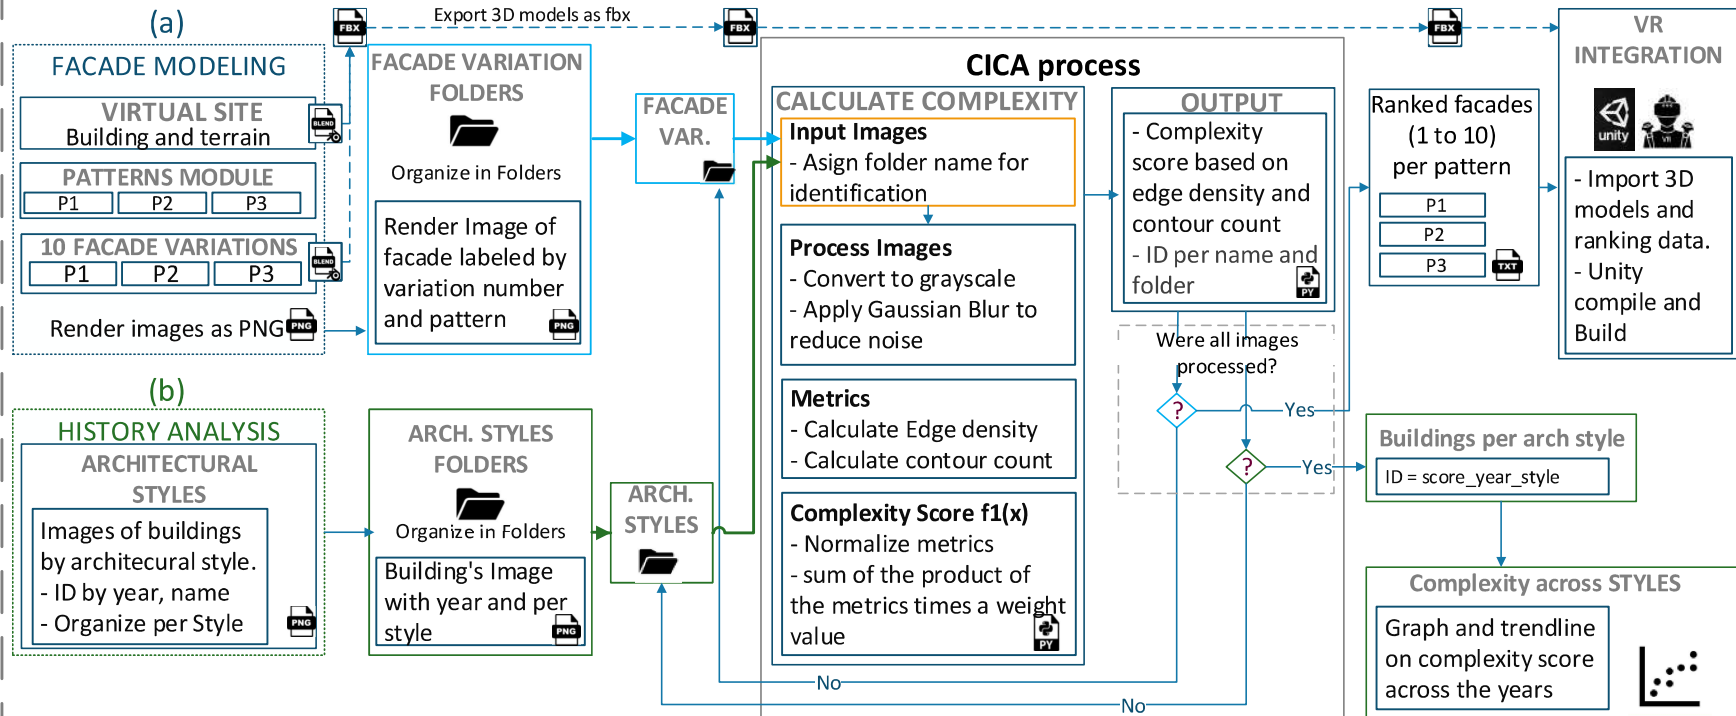 (a)
FBX
Export 3D models as fbx
FBX
FBX
FACADE MODELING
VIRTUAL SITE
Building and terrain
BLEND
PATTERNS MODULE
P1
P2
P3
10 FACADE VARIATIONS
P1
P2
P3
BLEND
Render images as PNG
PNG
FACADE VARIATION
FOLDERS
Organize in Folders
Render Image of
facade labeled by
variation number
and pattern
PNG
FACADE
VAR.
CICA process
CALCULATE COMPLEXITY
Input Images
- Asign folder name for
identification
Process Images
- Convert to grayscale
- Apply Gaussian Blur to
reduce noise
Metrics
- Calculate Edge density
- Calculate contour count
Complexity Score f1(x)
- Normalize metrics
- sum of the product of
the metrics times a weight
value
PY
OUTPUT
- Complexity
score based on
edge density and
contour count
- ID per name and
folder
PY
Were all images
processed?
?
Yes
?
Yes
No
No
Ranked facades
(1 to 10)
per pattern
P1
P2
P3
TXT
VR
INTEGRATION
unity
VR
- Import 3D
models and
ranking data.
- Unity
compile and
Build
(b)
HISTORY ANALYSIS
ARCHITECTURAL
STYLES
Images of buildings
by architecural style.
- ID by year, name
- Organize per Style
PNG
ARCH. STYLES
FOLDERS
Organize in Folders
Building's Image
with year and per
style
PNG
ARCH.
STYLES
Buildings per arch style
ID = score_year_style
Complexity across STYLES
Graph and trendline
on complexity score
across the years